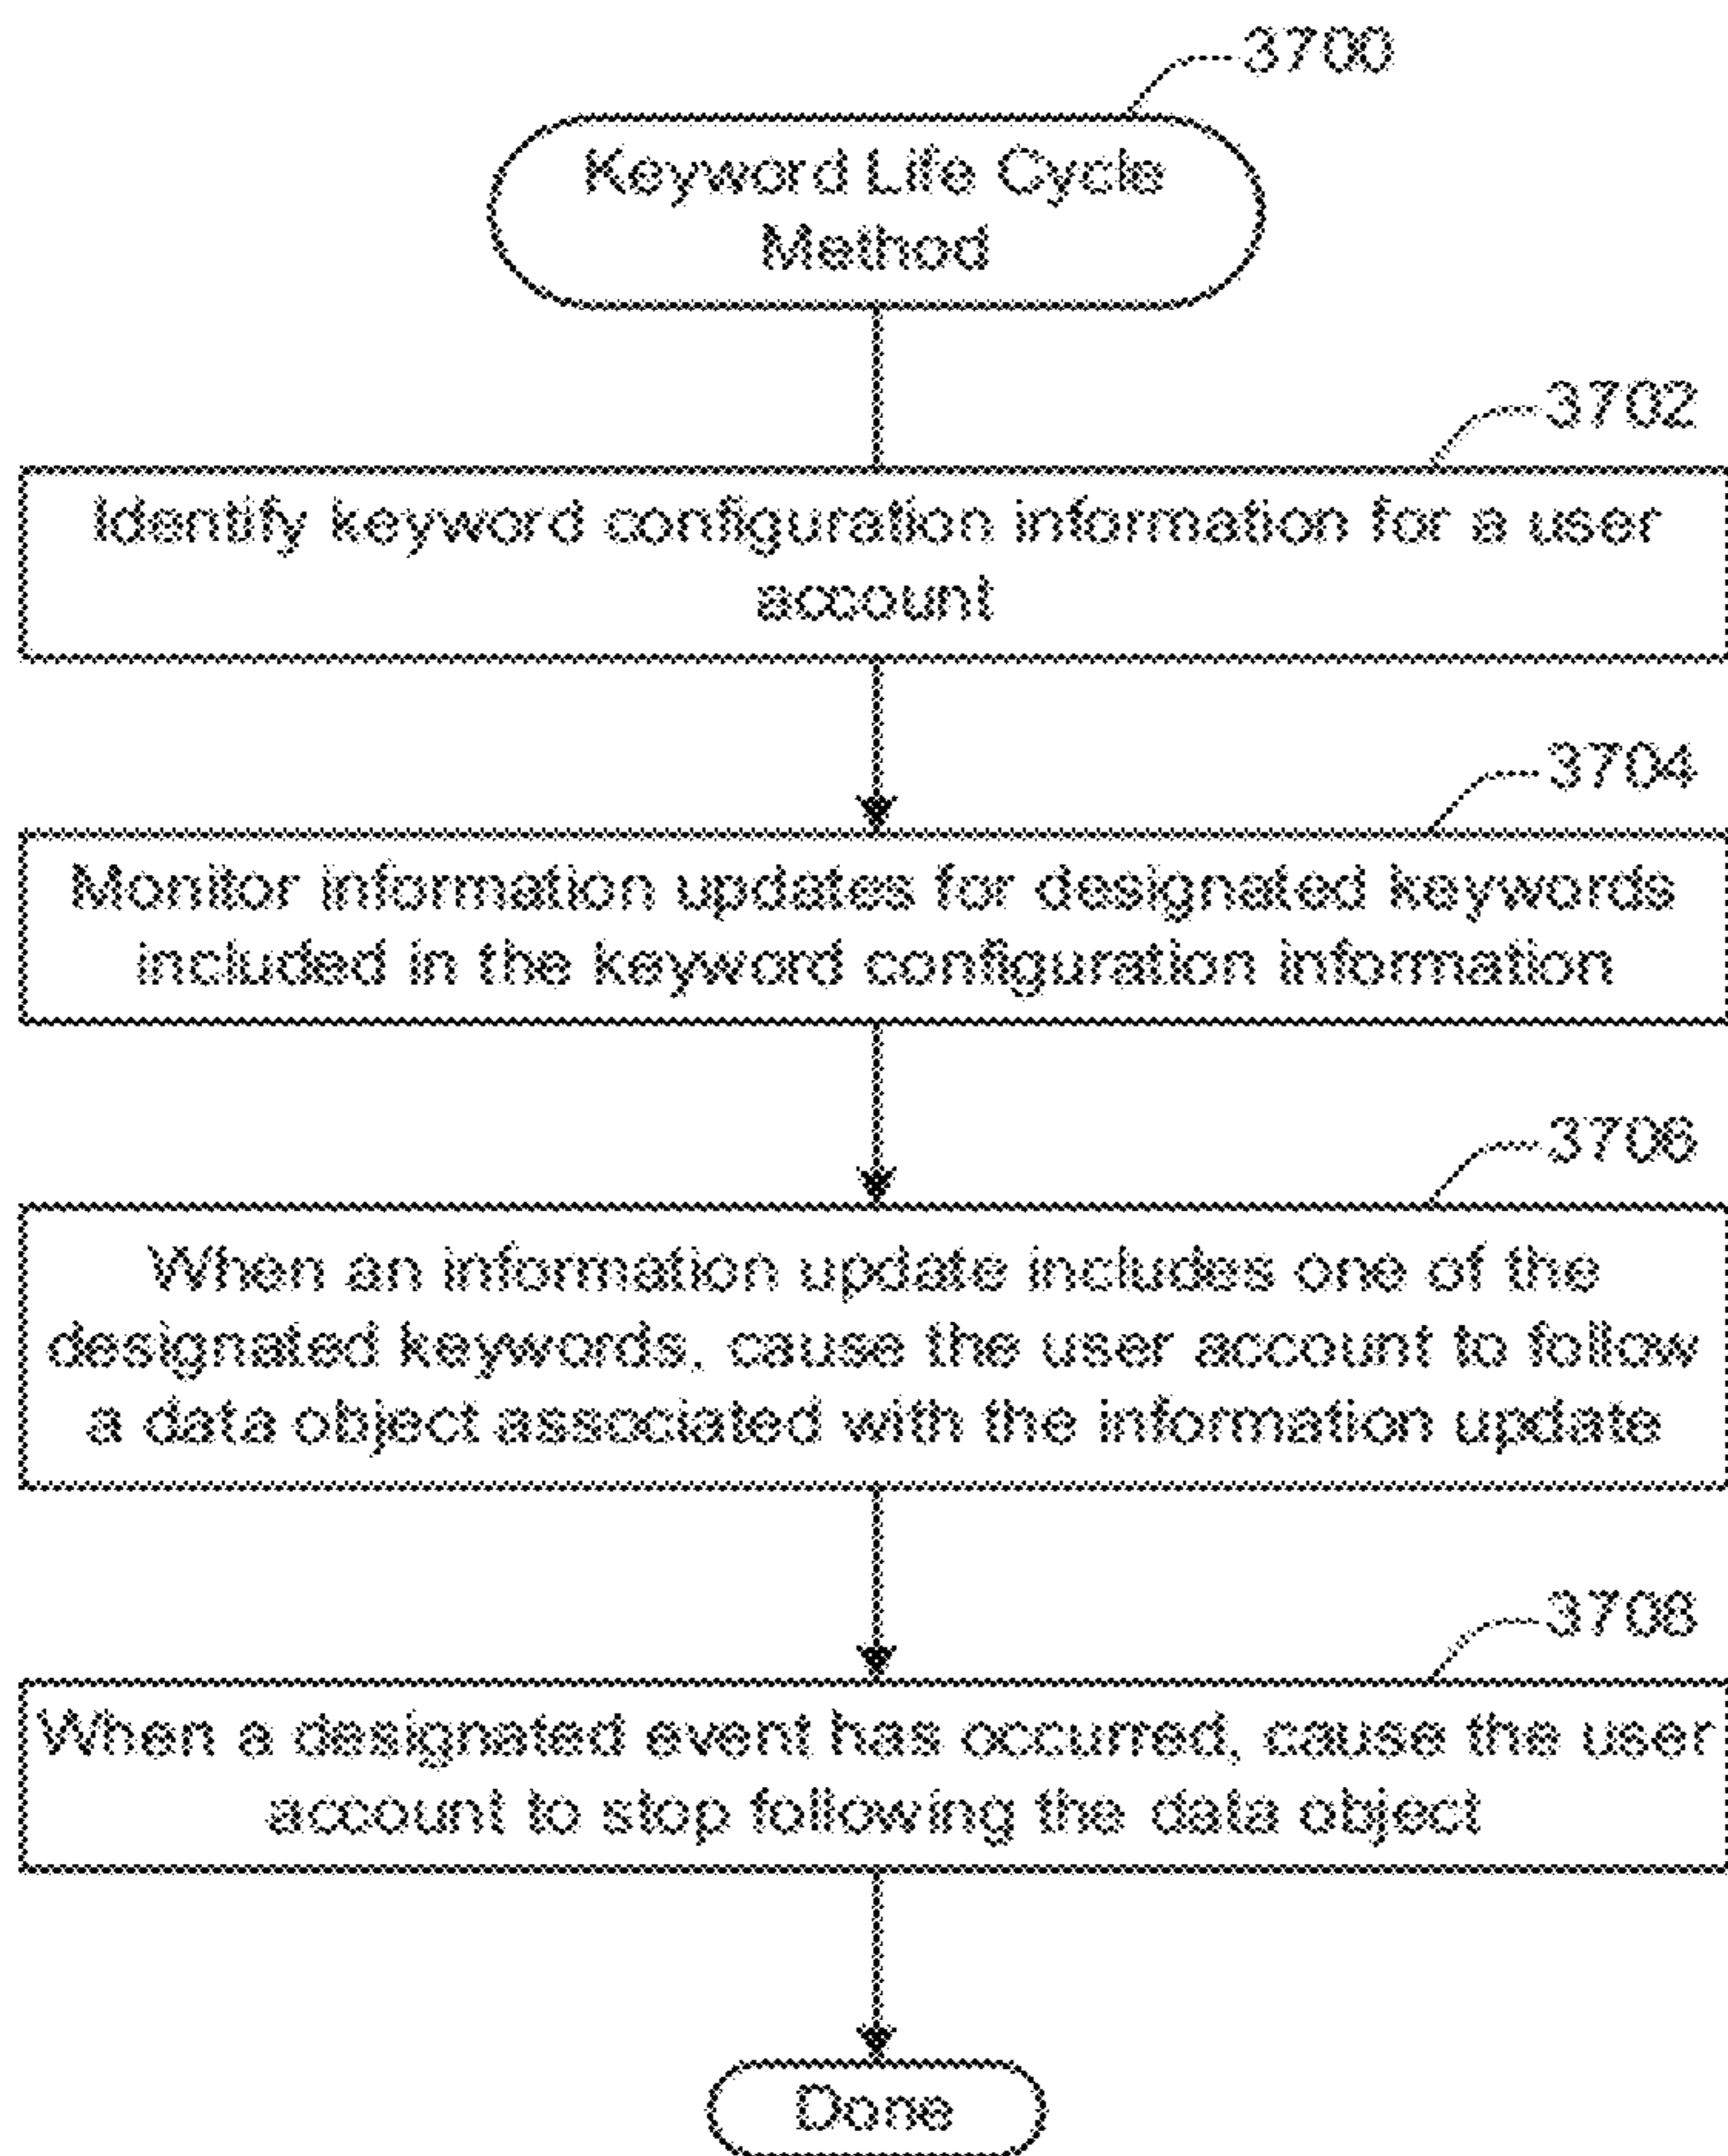 3700
Keyword Life Cycle
Method
3702
Identify keyword configuration information for a user
account
3704
Monitor information updates for designated keywords
included in the keyword configuration information
3706
When an information update includes one of the
designated keywords, cause the user account to follow
a data object associated with the information update
3708
When a designated event has occurred, cause the user
account to stop following the data object
Done